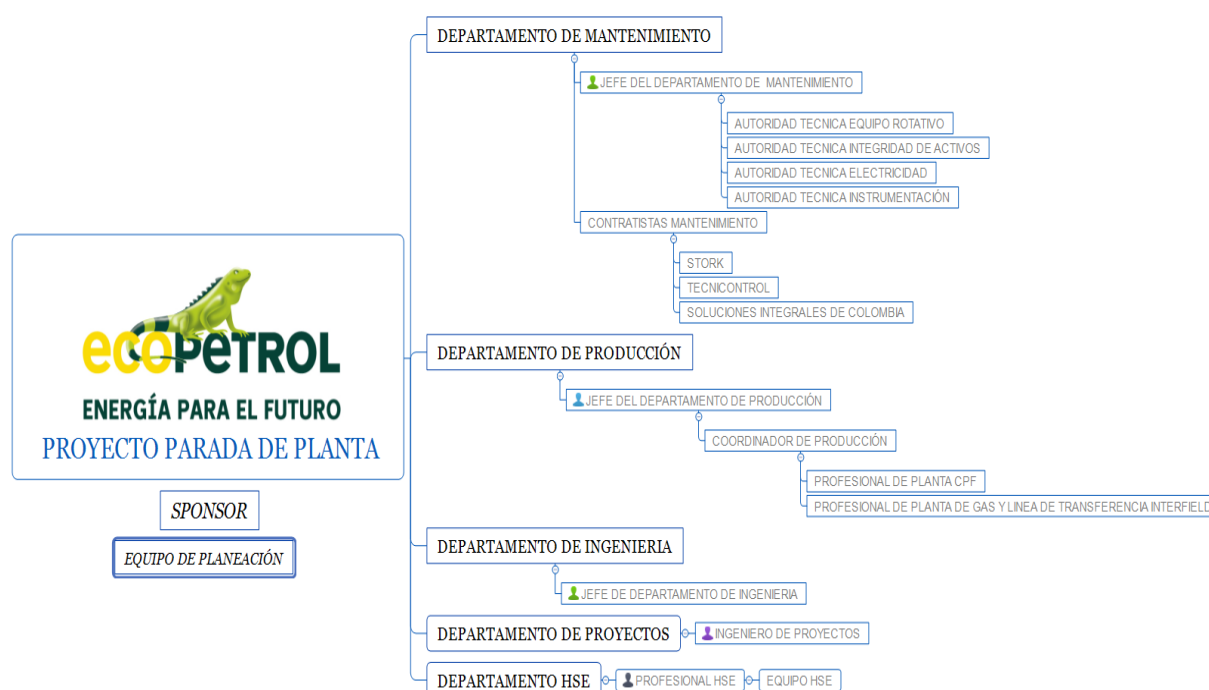 DEPARTAMENTO DE MANTENIMIENTO
JEFE DEL DEPARTAMENTO DE MANTENIMIENTO
AUTORIDAD TECNICA EQUIPO ROTATIVO
AUTORIDAD TECNICA INTEGRIDAD DE ACTIVOS
AUTORIDAD TECNICA ELECTRICIDAD
AUTORIDAD TECNICA INSTRUMENTACIÓN
CONTRATISTAS MANTENIMIENTO
STORK
TECNICONTROL
SOLUCIONES INTEGRALES DE COLOMBIA
ecoPeTROL
ENERGÍA PARA EL FUTURO
PROYECTO PARADA DE PLANTA
SPONSOR
EQUIPO DE PLANEACIÓN
DEPARTAMENTO DE PRODUCCIÓN
JEFE DEL DEPARTAMENTO DE PRODUCCIÓN
COORDINADOR DE PRODUCCIÓN
PROFESIONAL DE PLANTA CPF
PROFESIONAL DE PLANTA DE GAS Y LINEA DE TRANSFERENCIA INTERFIELD
DEPARTAMENTO DE INGENIERIA
JEFE DE DEPARTAMENTO DE INGENIERIA
DEPARTAMENTO DE PROYECTOS
INGENIERO DE PROYECTOS
DEPARTAMENTO HSE
PROFESIONAL HSE
EQUIPO HSE